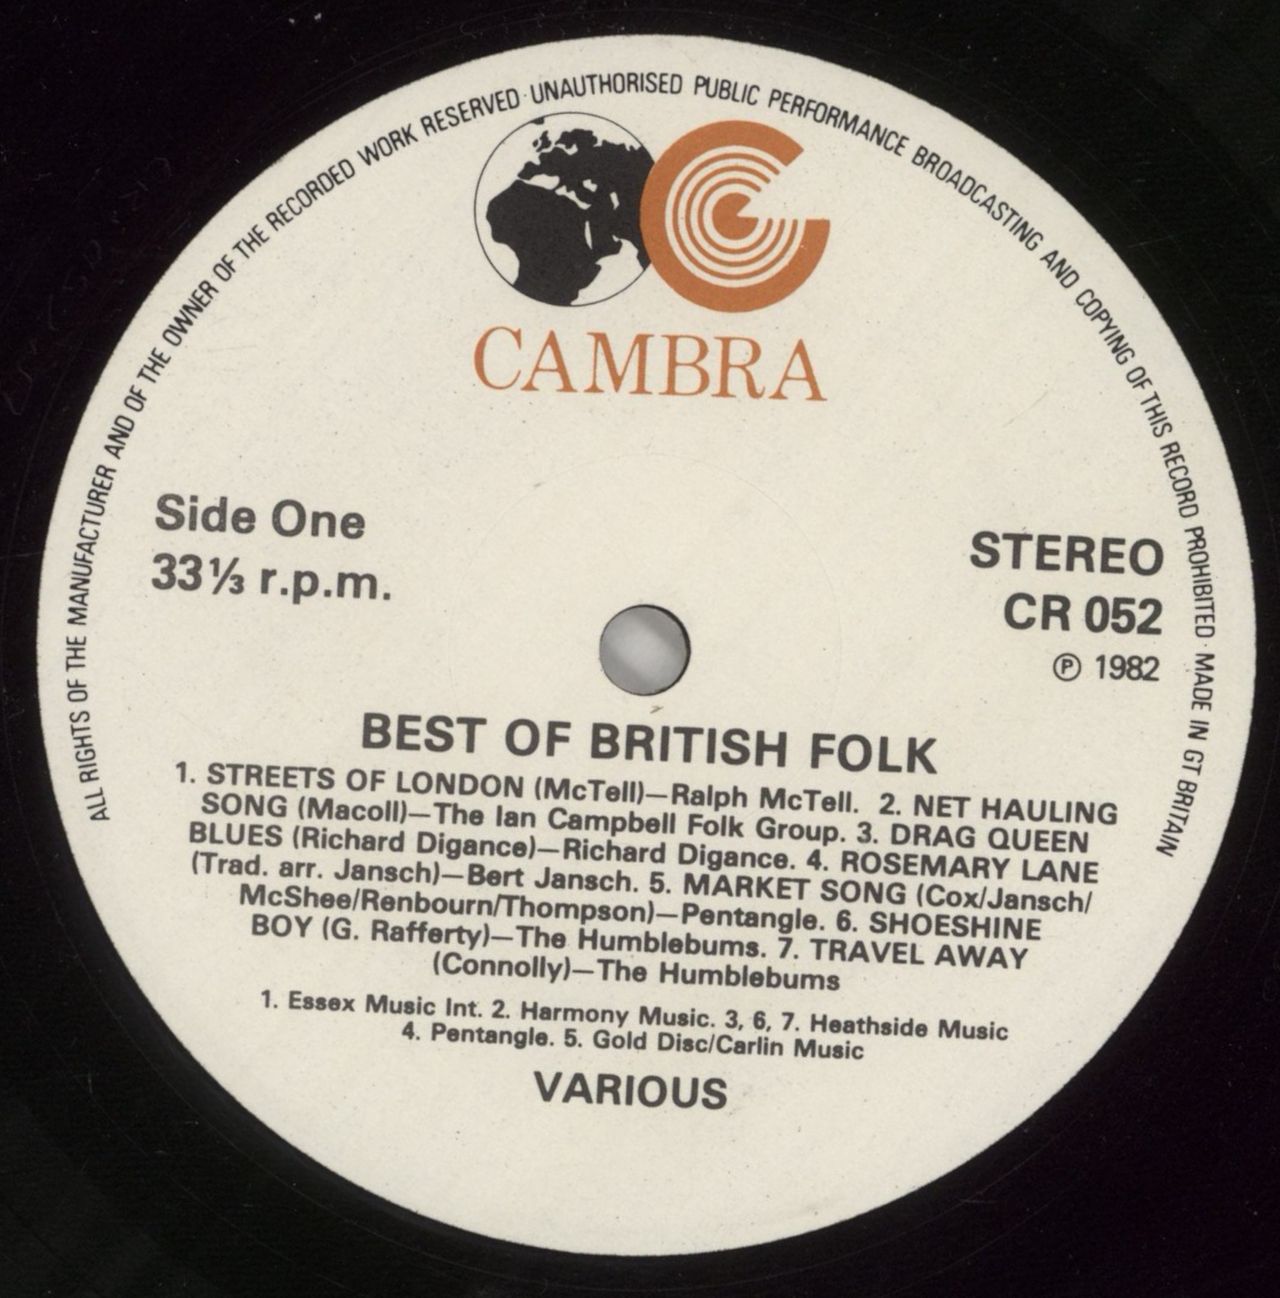 ALL RIGHTS OF THE MANUFACTURER AND OF THE OWNER OF THE RECORDED WORK RESERVED · UNAUTHORISED PUBLIC PERFORMANCE BROADCASTING AND COPYING OF THIS RECORD PROHIBITED · MADE IN GT BRITAIN
CAMBRA
Side One
33⅓ r.p.m.
STEREO
CR 052
℗ 1982
BEST OF BRITISH FOLK
1. STREETS OF LONDON (McTell)—Ralph McTell. 2. NET HAULING
SONG (Macoll)—The Ian Campbell Folk Group. 3. DRAG QUEEN
BLUES (Richard Digance)—Richard Digance. 4. ROSEMARY LANE
(Trad. arr. Jansch)—Bert Jansch. 5. MARKET SONG (Cox/Jansch/
McShee/Renbourn/Thompson)—Pentangle. 6. SHOESHINE
BOY (G. Rafferty)—The Humblebums. 7. TRAVEL AWAY
(Connolly)—The Humblebums
1. Essex Music Int. 2. Harmony Music. 3, 6, 7. Heathside Music
4. Pentangle. 5. Gold Disc/Carlin Music
VARIOUS